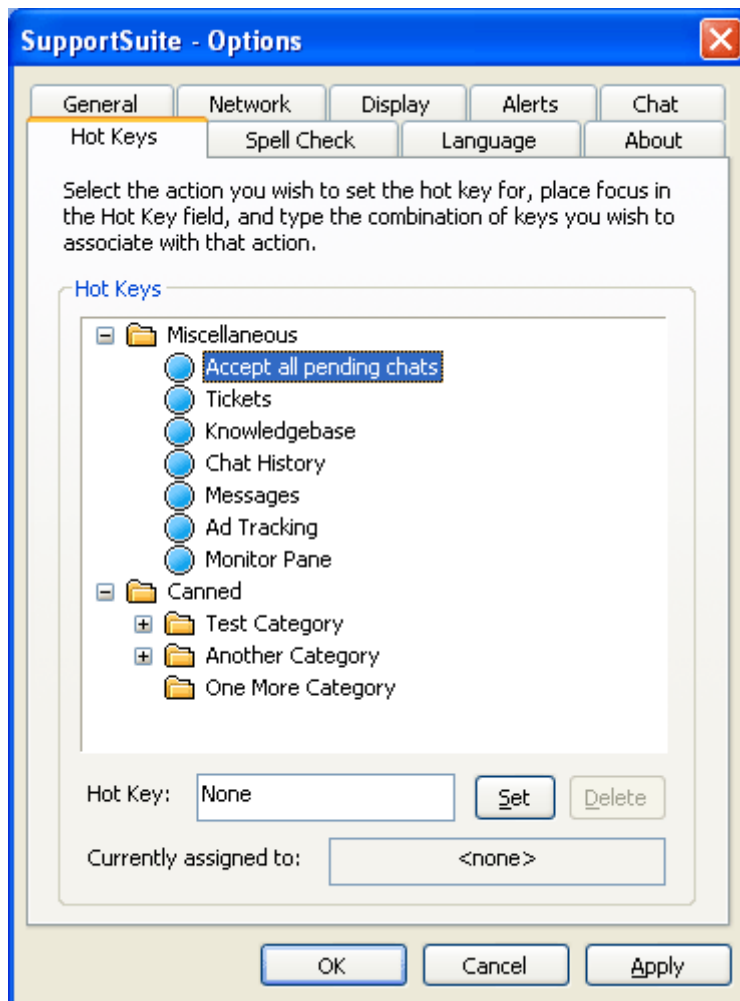 SupportSuite - Options
General Network Display Alerts Chat
Hot Keys Spell Check Language About
Select the action you wish to set the hot key for, place focus in
the Hot Key field, and type the combination of keys you wish to
associate with that action.
Hot Keys
Miscellaneous
Accept all pending chats
Tickets
Knowledgebase
Chat History
Messages
Ad Tracking
Monitor Pane
Canned
Test Category
Another Category
One More Category
Hot Key: None Set Delete
Currently assigned to: <none>
OK Cancel Apply